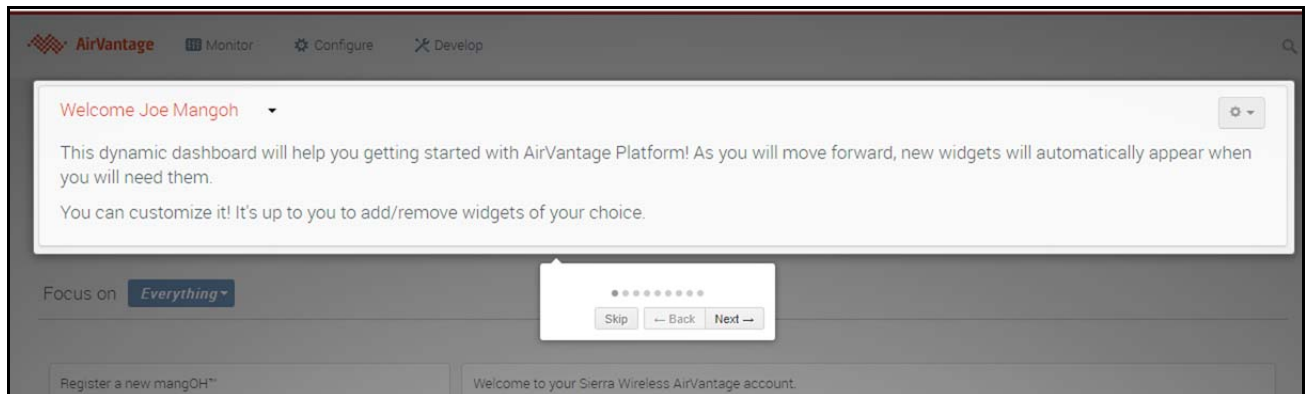 AirVantage Monitor Configure Develop
Welcome Joe Mangoh
This dynamic dashboard will help you getting started with AirVantage Platform! As you will move forward, new widgets will automatically appear when
you will need them.
You can customize it! It's up to you to add/remove widgets of your choice.
Focus on Everything
Skip ← Back Next →
Register a new mangOH™ Welcome to your Sierra Wireless AirVantage account.